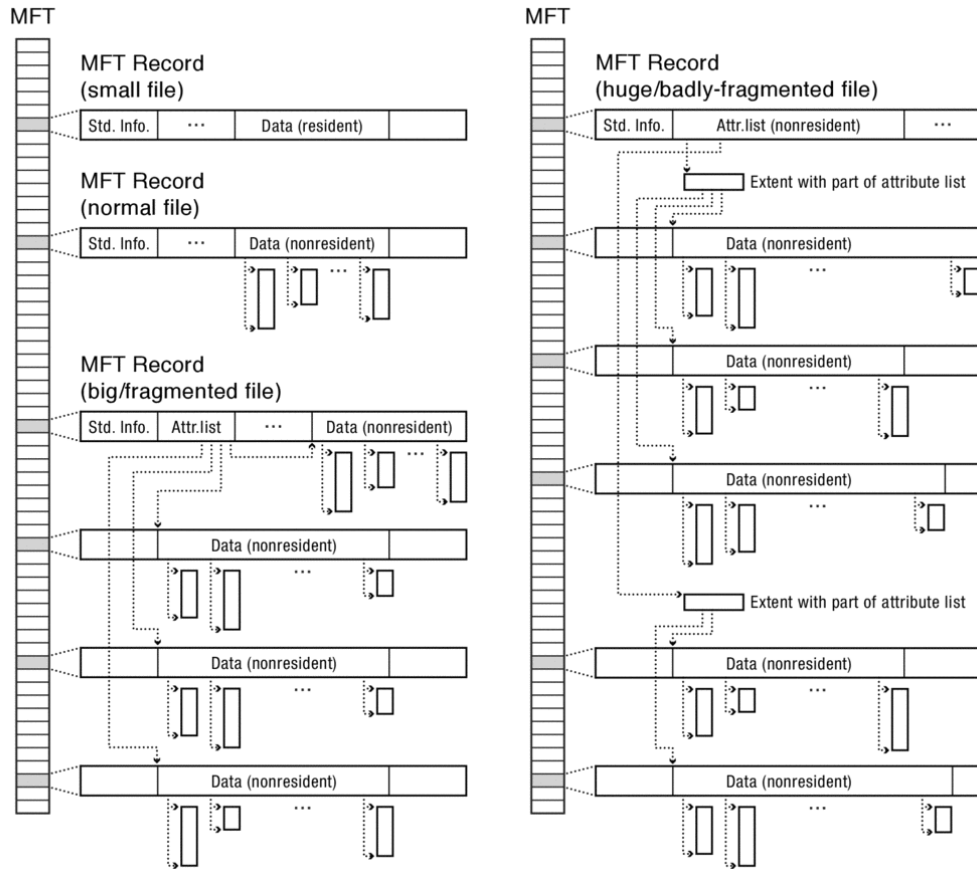 MFT
MFT Record
(small file)
Std. Info.
...
Data (resident)
MFT Record
(normal file)
Std. Info.
...
Data (nonresident)
...
MFT Record
(big/fragmented file)
Std. Info.
Attr.list
...
Data (nonresident)
...
Data (nonresident)
...
Data (nonresident)
...
Data (nonresident)
...
MFT
MFT Record
(huge/badly-fragmented file)
Std. Info.
Attr.list (nonresident)
...
Extent with part of attribute list
Data (nonresident)
...
Data (nonresident)
...
Data (nonresident)
...
Extent with part of attribute list
Data (nonresident)
...
Data (nonresident)
...